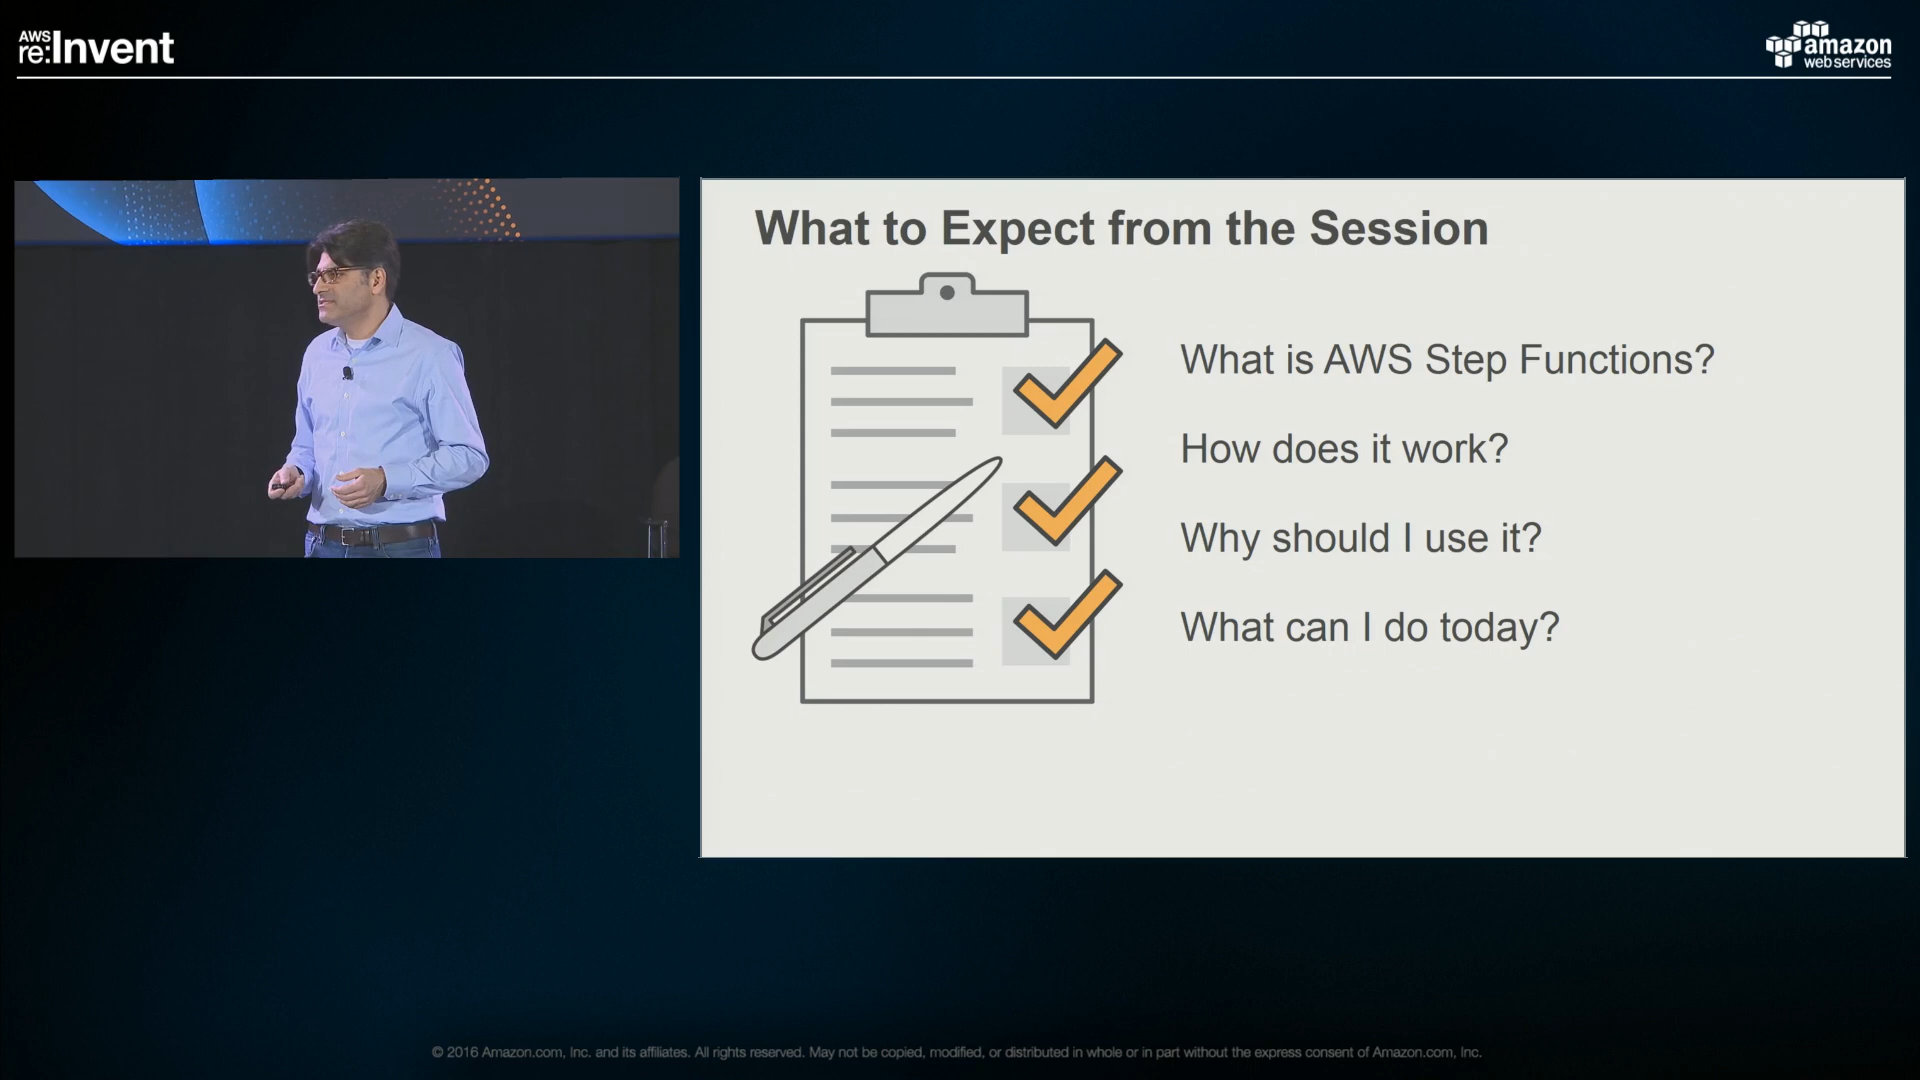 AWS
re:Invent
amazon
webservices
What to Expect from the Session
What is AWS Step Functions?
How does it work?
Why should I use it?
What can I do today?
© 2016 Amazon.com, Inc. and its affiliates. All rights reserved. May not be copied, modified, or distributed in whole or in part without the express consent of Amazon.com, Inc.